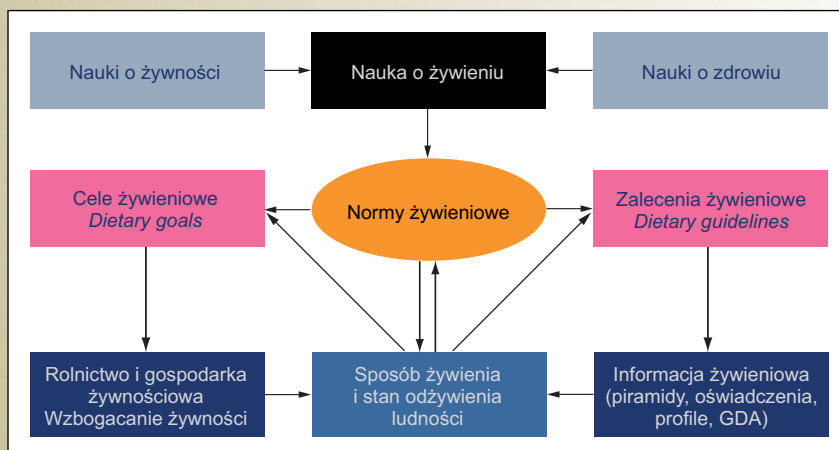 Nauki o żywności
Nauka o żywieniu
Nauki o zdrowiu
Cele żywieniowe
Dietary goals
Normy żywieniowe
Zalecenia żywieniowe
Dietary guidelines
Rolnictwo i gospodarka
żywnościowa
Wzbogacanie żywności
Sposób żywienia
i stan odżywienia
ludności
Informacja żywieniowa
(piramidy, oświadczenia,
profile, GDA)